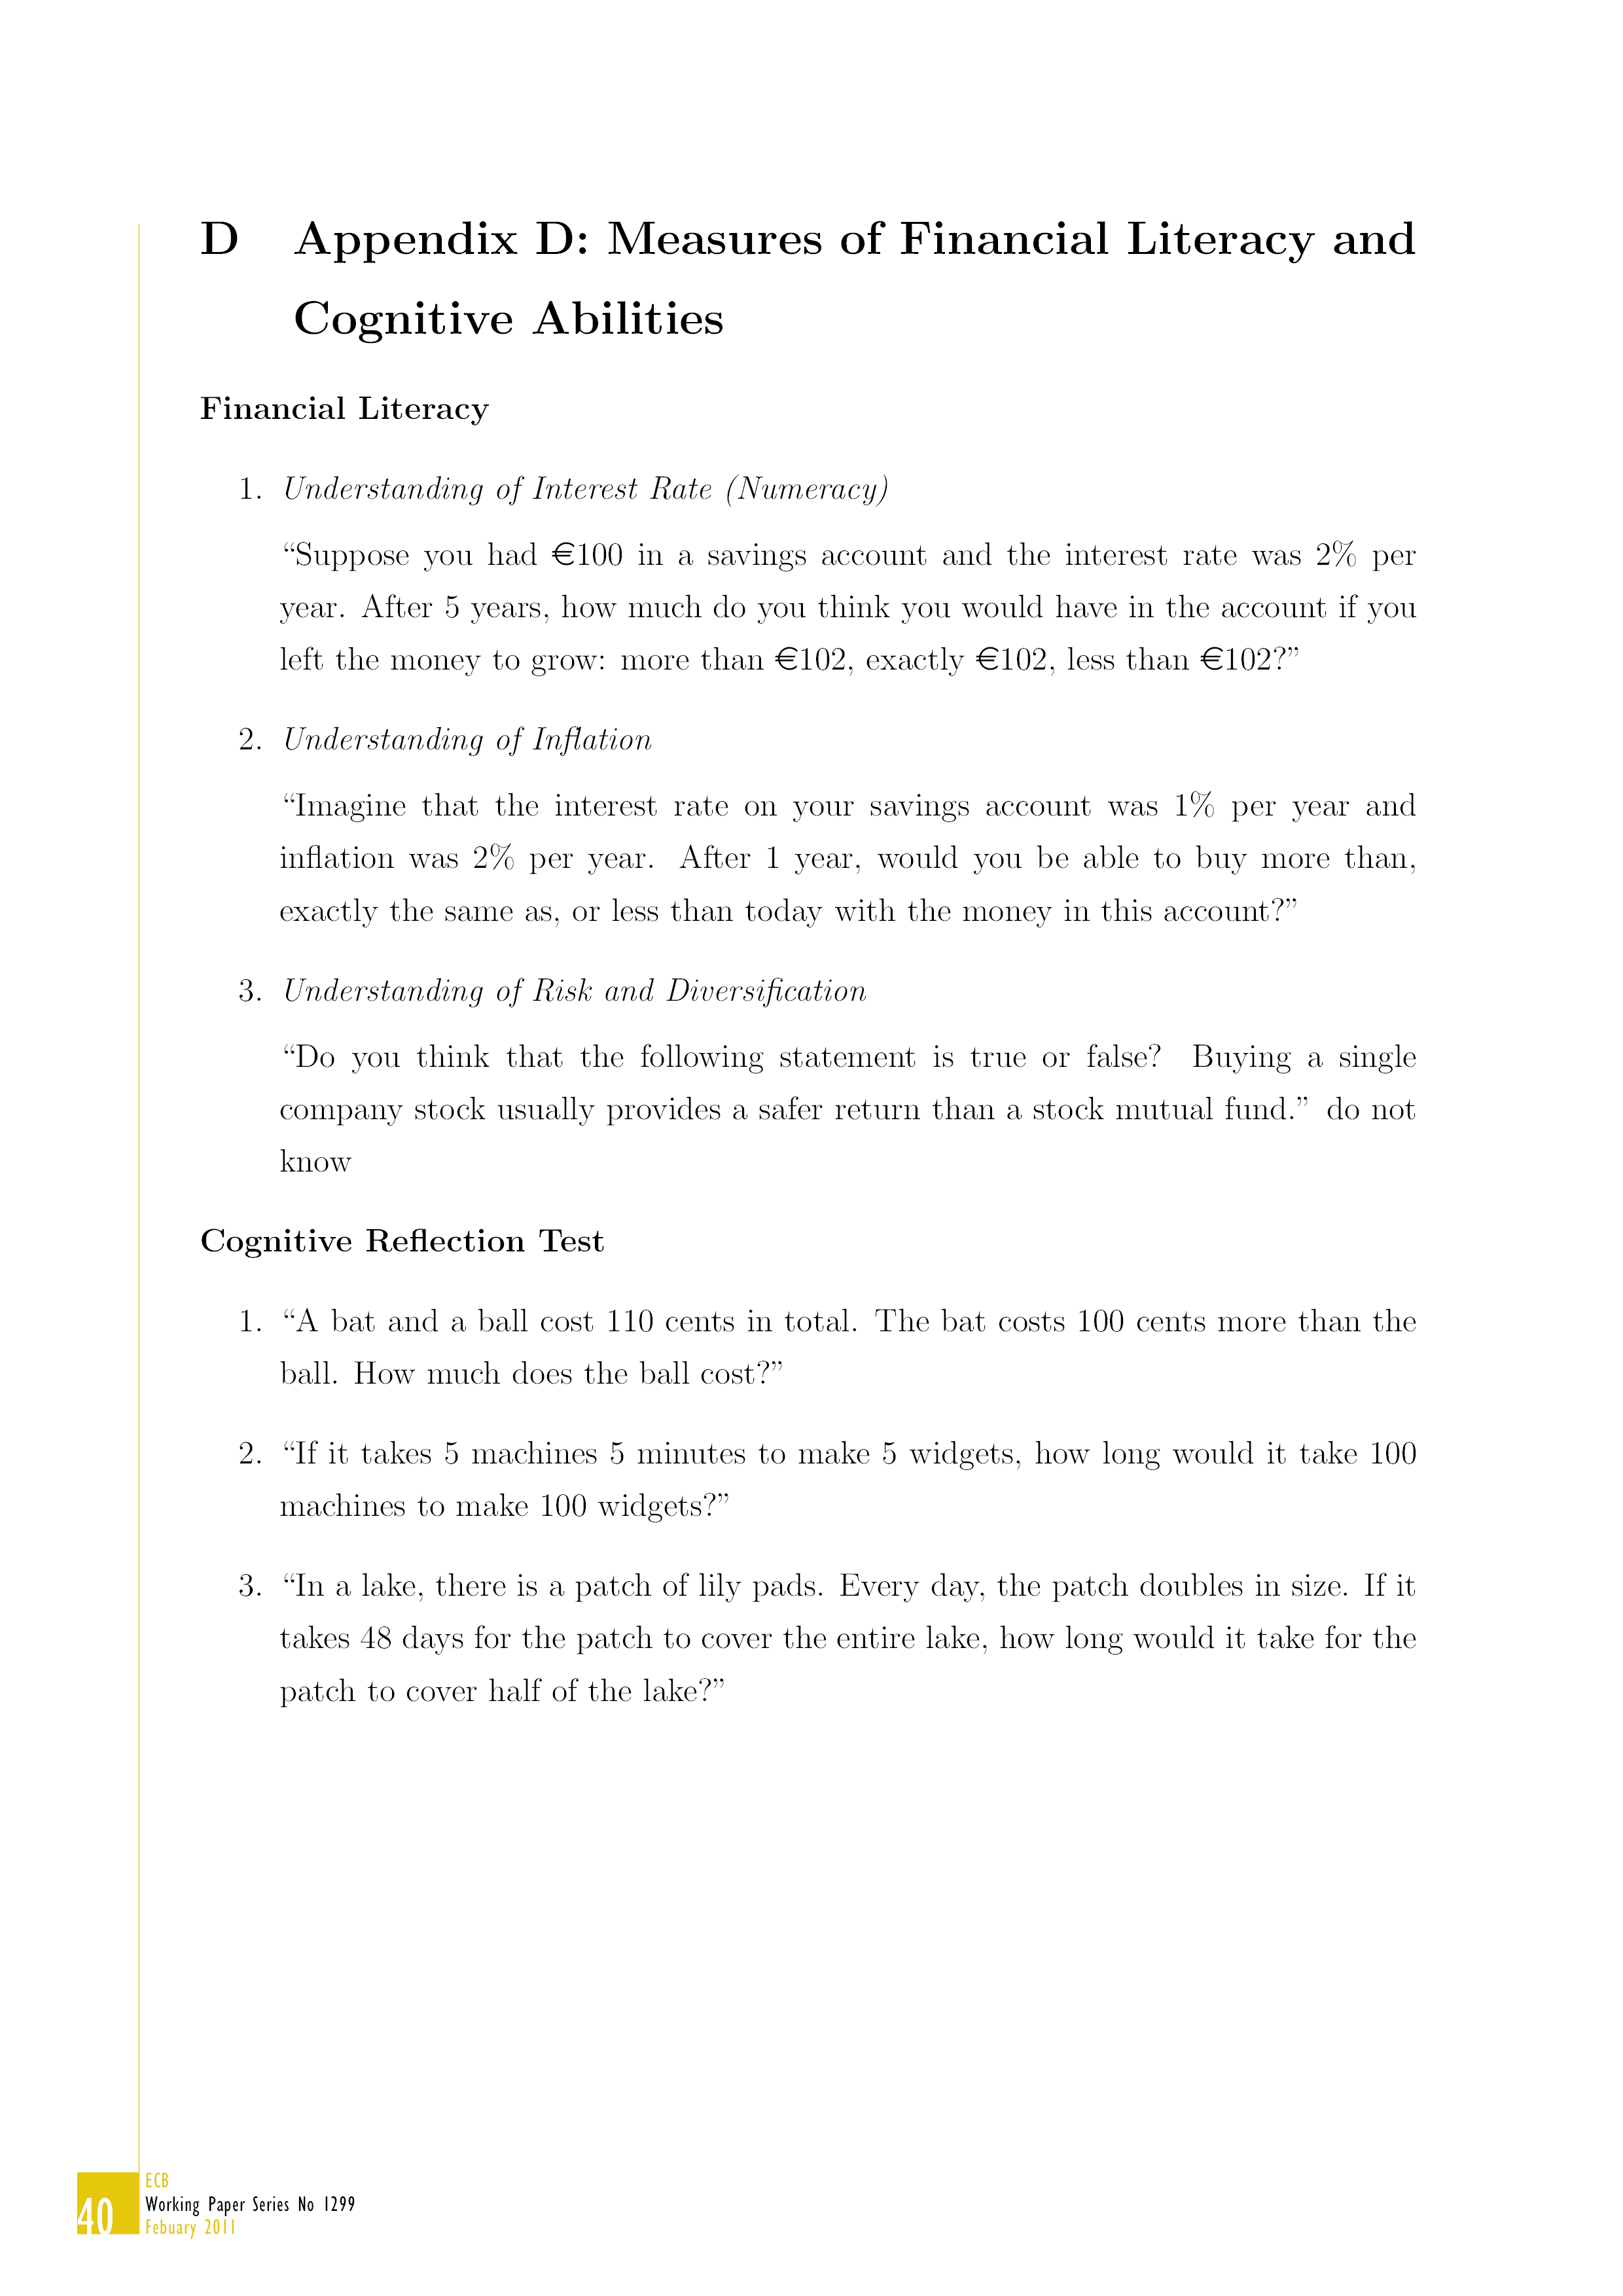 D Appendix D: Measures of Financial Literacy and
Cognitive Abilities
Financial Literacy
1. Understanding of Interest Rate (Numeracy)
“Suppose you had €100 in a savings account and the interest rate was 2% per
year. After 5 years, how much do you think you would have in the account if you
left the money to grow: more than €102, exactly €102, less than €102?”
2. Understanding of Inflation
“Imagine that the interest rate on your savings account was 1% per year and
inflation was 2% per year. After 1 year, would you be able to buy more than,
exactly the same as, or less than today with the money in this account?”
3. Understanding of Risk and Diversification
“Do you think that the following statement is true or false? Buying a single
company stock usually provides a safer return than a stock mutual fund.” do not
know
Cognitive Reflection Test
1. “A bat and a ball cost 110 cents in total. The bat costs 100 cents more than the
ball. How much does the ball cost?”
2. “If it takes 5 machines 5 minutes to make 5 widgets, how long would it take 100
machines to make 100 widgets?”
3. “In a lake, there is a patch of lily pads. Every day, the patch doubles in size. If it
takes 48 days for the patch to cover the entire lake, how long would it take for the
patch to cover half of the lake?”
40
ECB
Working Paper Series No 1299
Febuary 2011